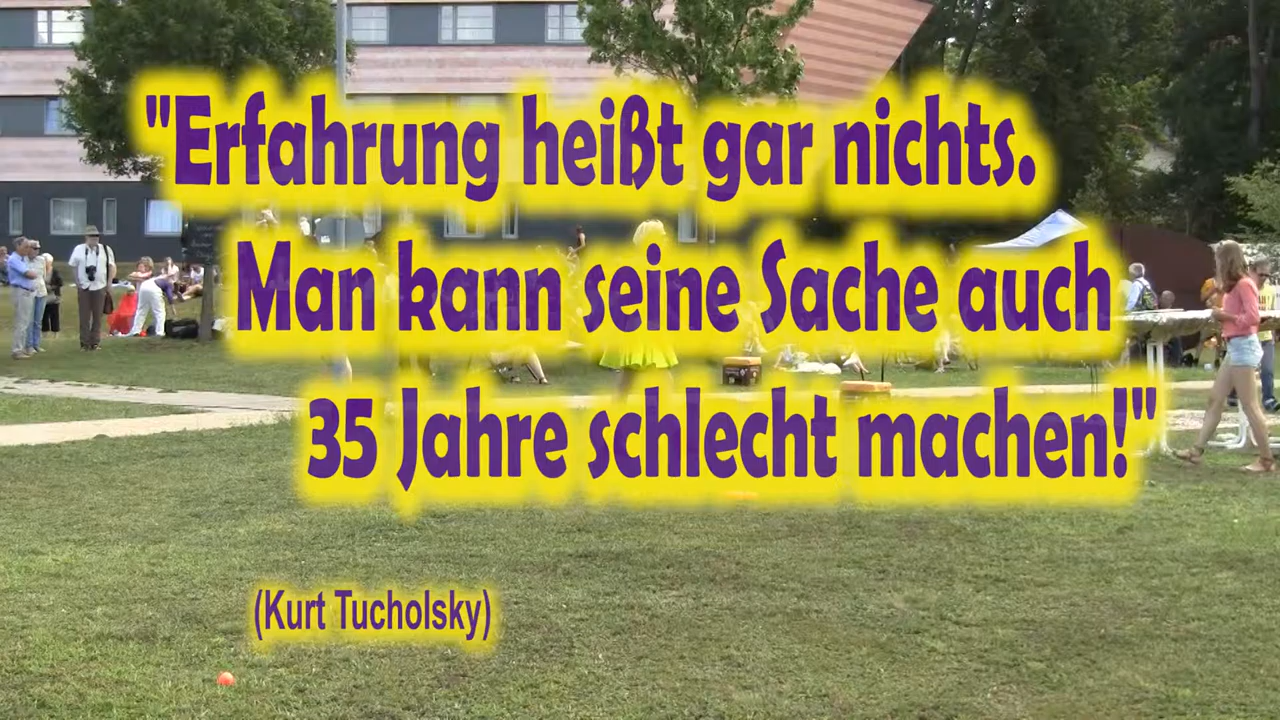 "Erfahrung heißt gar nichts.
Man kann seine Sache auch
35 Jahre schlecht machen!"
(Kurt Tucholsky)